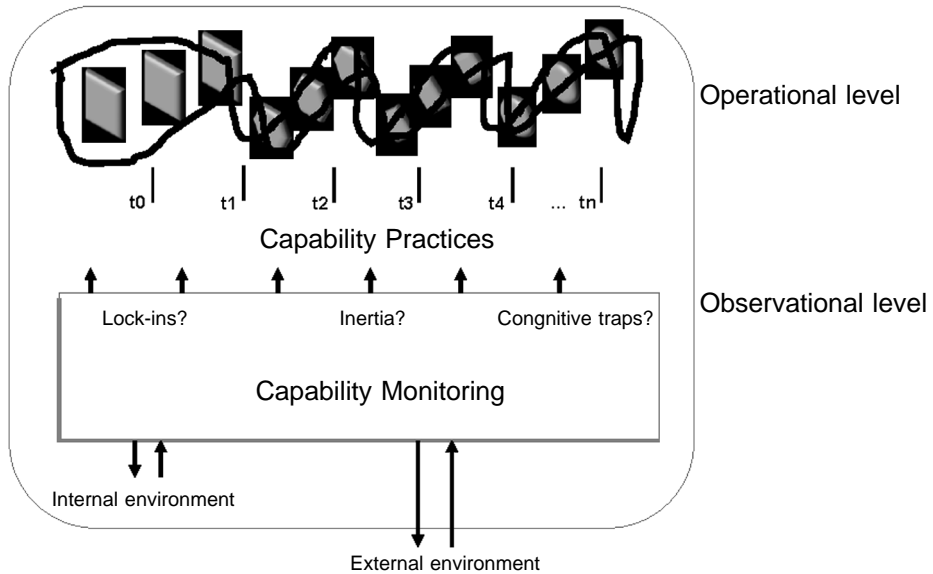 Operational level
t0 t1 t2 t3 t4 ... tn
Capability Practices
Observational level
Lock-ins? Inertia? Congnitive traps?
Capability Monitoring
Internal environment
External environment